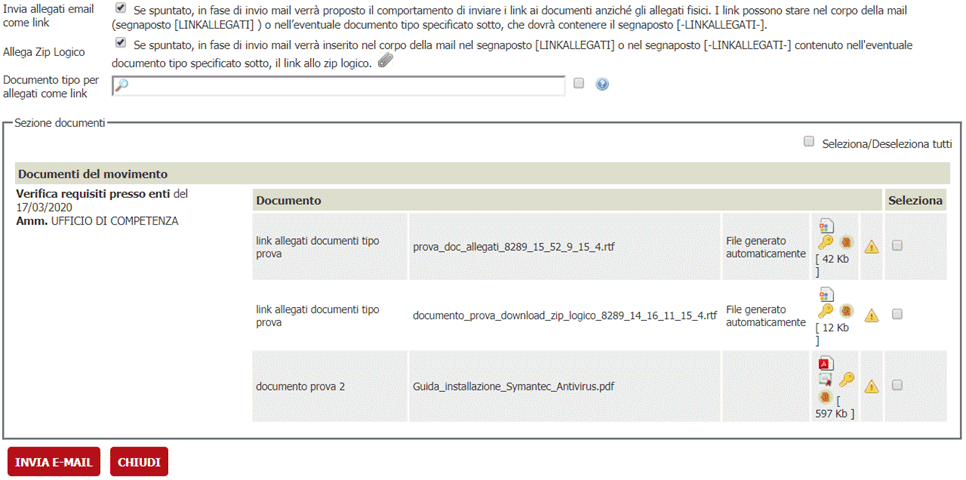 Invia allegati email come link
Se spuntato, in fase di invio mail verrà proposto il comportamento di inviare i link ai documenti anziché gli allegati fisici. I link possono stare nel corpo della mail
(segnaposto [LINKALLEGATI] ) o nell'eventuale documento tipo specificato sotto, che dovrà contenere il segnaposto [-LINKALLEGATI-].
Allega Zip Logico
Se spuntato, in fase di invio mail verrà inserito nel corpo della mail nel segnaposto [LINKALLEGATI] o nel segnaposto [-LINKALLEGATI-] contenuto nell'eventuale
documento tipo specificato sotto, il link allo zip logico.
Documento tipo per
allegati come link
Sezione documenti
Seleziona/Deseleziona tutti
Documenti del movimento
Verifica requisiti presso enti del
17/03/2020
Amm. UFFICIO DI COMPETENZA
Documento Seleziona
link allegati documenti tipo
prova
prova_doc_allegati_8289_15_52_9_15_4.rtf
File generato
automaticamente
[ 42 Kb
]
link allegati documenti tipo
prova
documento_prova_download_zip_logico_8289_14_16_11_15_4.rtf
File generato
automaticamente
[ 12 Kb
]
documento prova 2
Guida_installazione_Symantec_Antivirus.pdf
[
597 Kb ]
INVIA E-MAIL CHIUDI